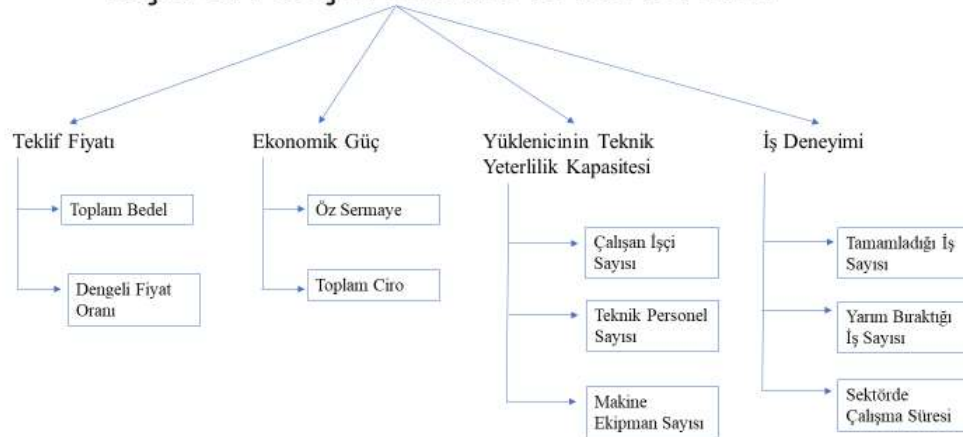 Teklif Fiyatı
Toplam Bedel
Dengeli Fiyat
Oranı
Ekonomik Güç
Öz Sermaye
Toplam Ciro
Yüklenicinin Teknik
Yeterlilik Kapasitesi
Çalışan İşçi
Sayısı
Teknik Personel
Sayısı
Makine
Ekipman Sayısı
İş Deneyimi
Tamamladığı İş
Sayısı
Yarım Bıraktığı
İş Sayısı
Sektörde
Çalışma Süresi